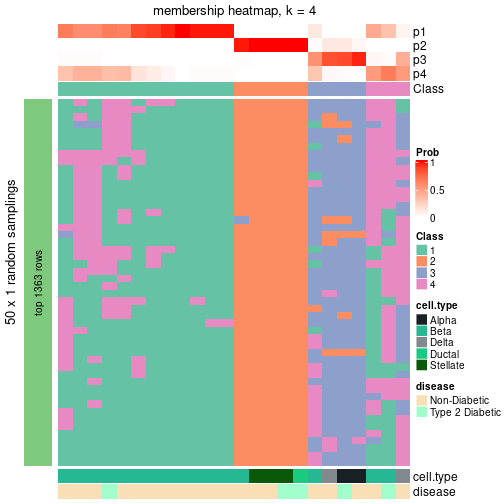 membership heatmap, k = 4
p1
p2
p3
p4
Class
50 x 1 random samplings
top 1363 rows
Prob
1
0.5
0
Class
1
2
3
4
cell.type
Alpha
Beta
Delta
Ductal
Stellate
disease
Non-Diabetic
Type 2 Diabetic
cell.type
disease